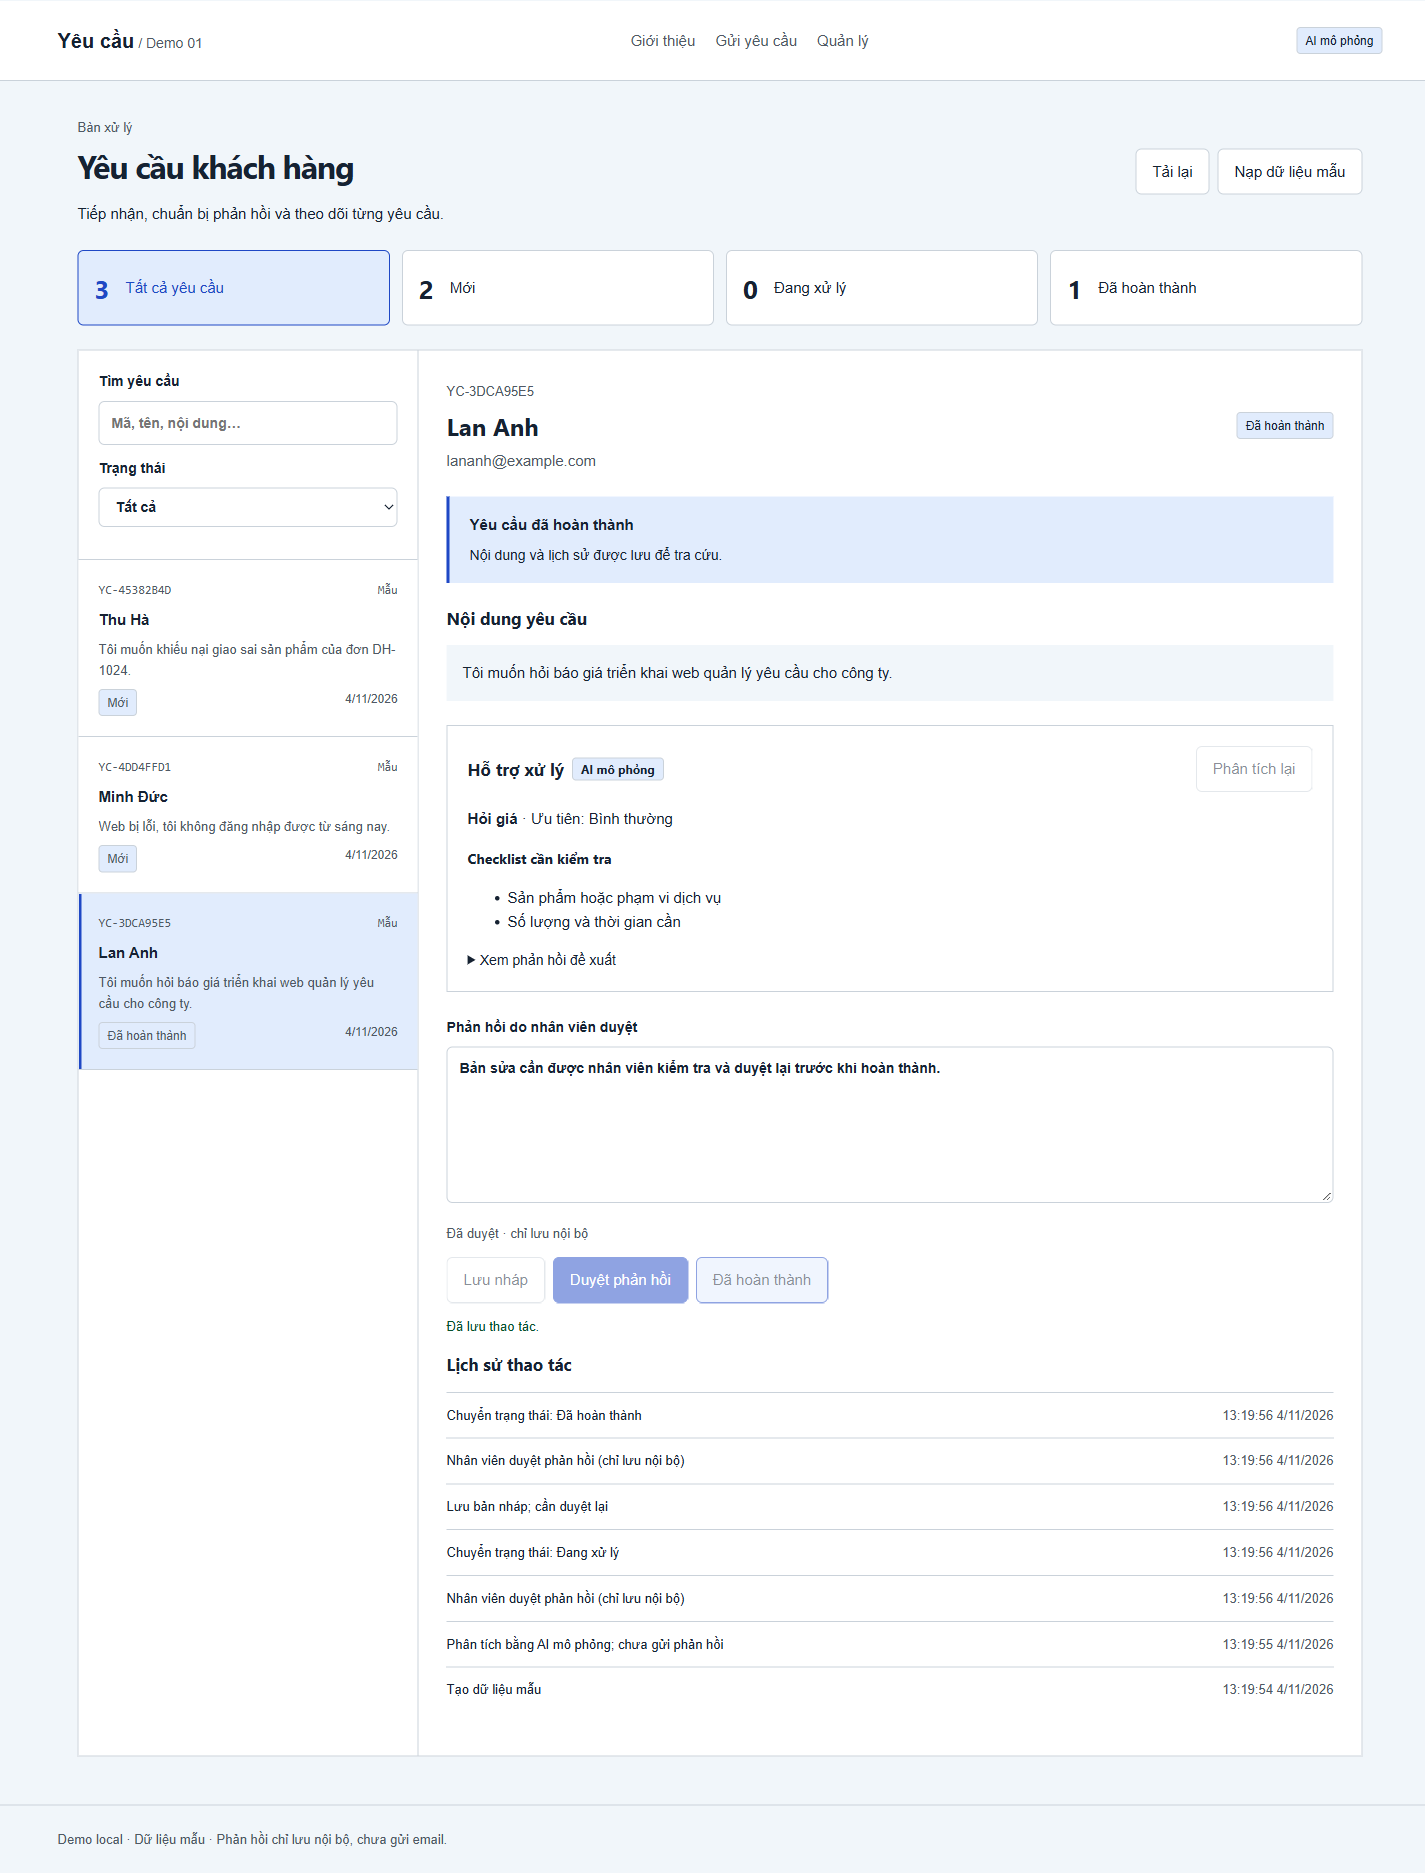 Yêu cầu / Demo 01
Giới thiệu
Gửi yêu cầu
Quản lý
AI mô phỏng
Bàn xử lý
Yêu cầu khách hàng
Tiếp nhận, chuẩn bị phản hồi và theo dõi từng yêu cầu.
Tải lại
Nạp dữ liệu mẫu
3 Tất cả yêu cầu
2 Mới
0 Đang xử lý
1 Đã hoàn thành
Tìm yêu cầu
Mã, tên, nội dung...
Trạng thái
Tất cả
YC-45382B4D
Mẫu
Thu Hà
Tôi muốn khiếu nại giao sai sản phẩm của đơn DH-
1024.
Mới
4/11/2026
YC-4DD4FFD1
Mẫu
Minh Đức
Web bị lỗi, tôi không đăng nhập được từ sáng nay.
Mới
4/11/2026
YC-3DCA95E5
Mẫu
Lan Anh
Tôi muốn hỏi báo giá triển khai web quản lý yêu
cầu cho công ty.
Đã hoàn thành
4/11/2026
YC-3DCA95E5
Lan Anh
Đã hoàn thành
lananh@example.com
Yêu cầu đã hoàn thành
Nội dung và lịch sử được lưu để tra cứu.
Nội dung yêu cầu
Tôi muốn hỏi báo giá triển khai web quản lý yêu cầu cho công ty.
Hỗ trợ xử lý
AI mô phỏng
Phân tích lại
Hỏi giá · Ưu tiên: Bình thường
Checklist cần kiểm tra
• Sản phẩm hoặc phạm vi dịch vụ
• Số lượng và thời gian cần
▶ Xem phản hồi đề xuất
Phản hồi do nhân viên duyệt
Bản sửa cần được nhân viên kiểm tra và duyệt lại trước khi hoàn thành.
Đã duyệt · chỉ lưu nội bộ
Lưu nháp
Duyệt phản hồi
Đã hoàn thành
Đã lưu thao tác.
Lịch sử thao tác
Chuyển trạng thái: Đã hoàn thành 13:19:56 4/11/2026
Nhân viên duyệt phản hồi (chỉ lưu nội bộ) 13:19:56 4/11/2026
Lưu bản nháp; cần duyệt lại 13:19:56 4/11/2026
Chuyển trạng thái: Đang xử lý 13:19:56 4/11/2026
Nhân viên duyệt phản hồi (chỉ lưu nội bộ) 13:19:56 4/11/2026
Phân tích bằng AI mô phỏng; chưa gửi phản hồi 13:19:55 4/11/2026
Tạo dữ liệu mẫu 13:19:54 4/11/2026
Demo local · Dữ liệu mẫu · Phản hồi chỉ lưu nội bộ, chưa gửi email.